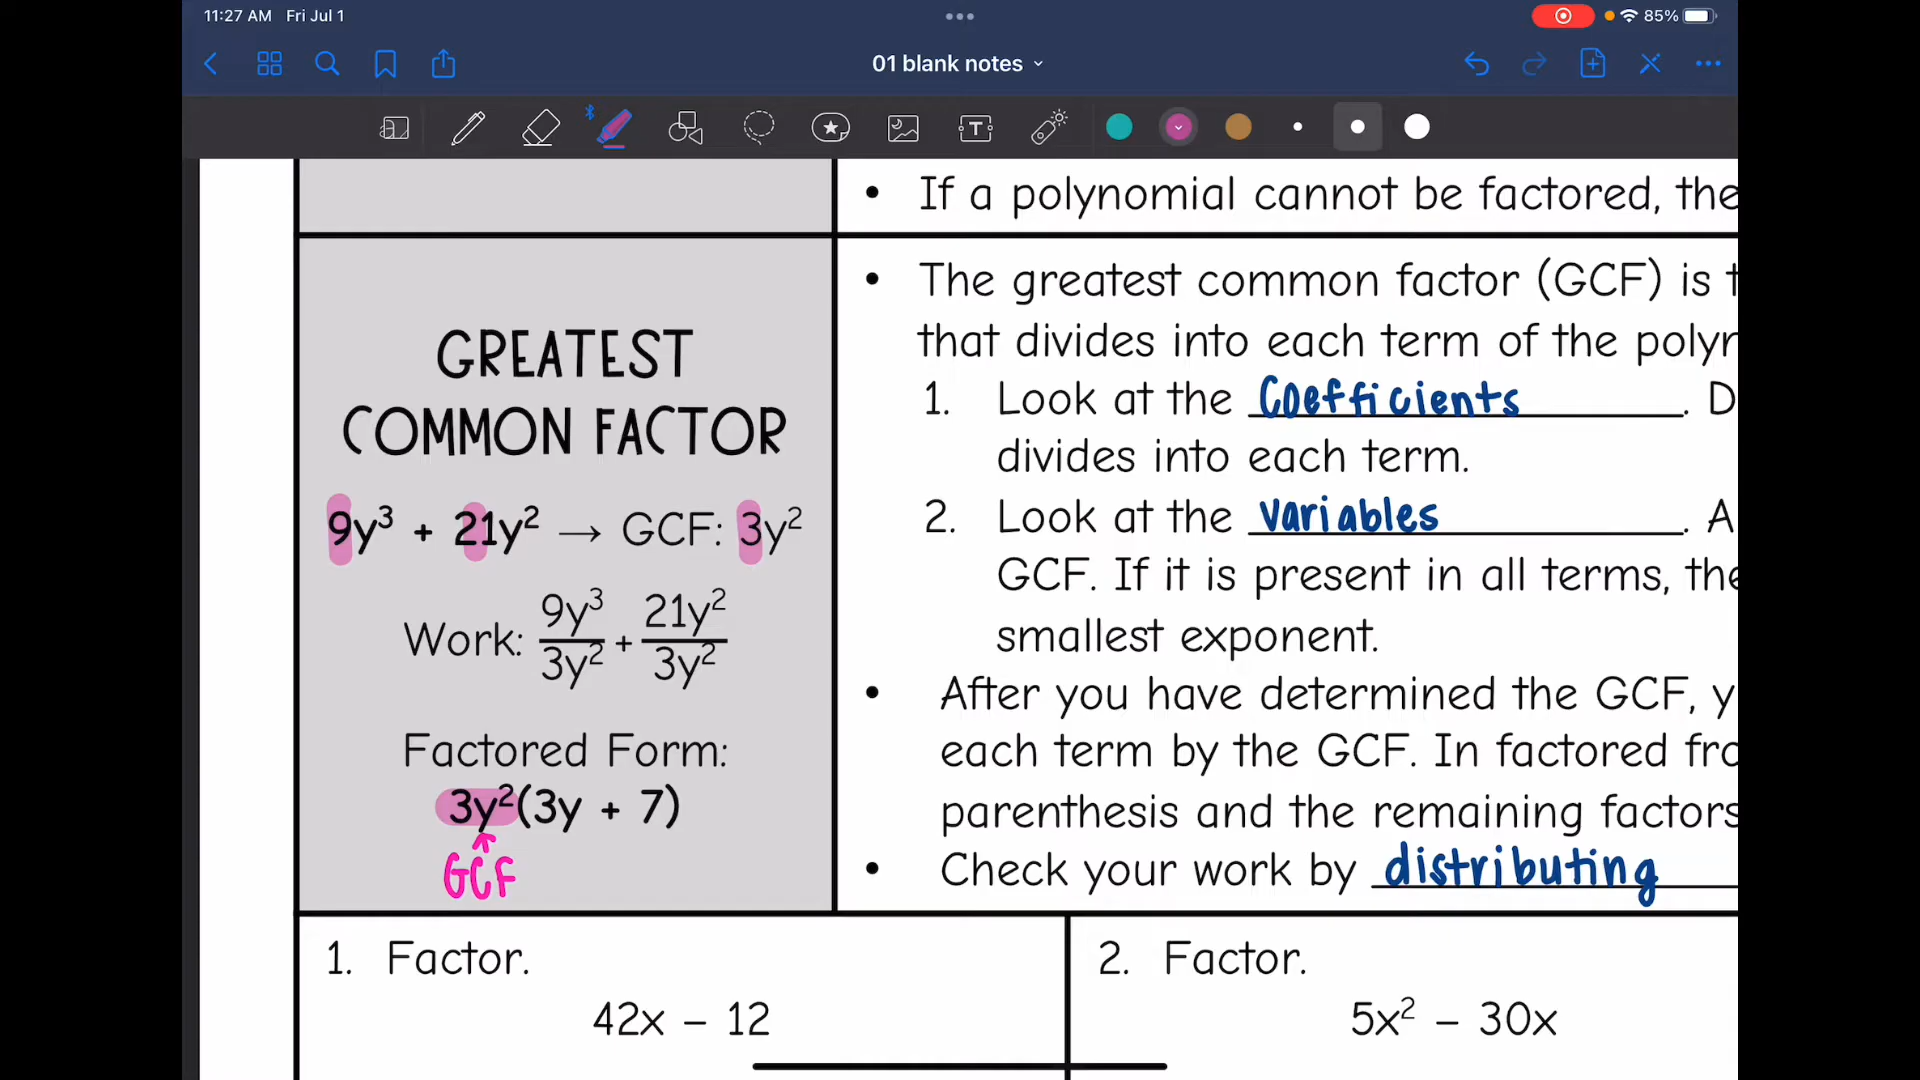 11:27 AM Fri Jul 1
85%
01 blank notes
• If a polynomial cannot be factored, the
GREATEST
COMMON FACTOR
9y³ + 21y² → GCF: 3y²
Work: 9y³/3y² + 21y²/3y²
Factored Form:
3y²(3y + 7)
GCF
• The greatest common factor (GCF) is
that divides into each term of the
1. Look at the Coefficients. D
divides into each term.
2. Look at the variables. A
GCF. If it is present in all terms, the
smallest exponent.
• After you have determined the GCF, y
each term by the GCF. In factored
parenthesis and the remaining factors
• Check your work by distributing
1. Factor.
42x – 12
2. Factor.
5x² – 30x